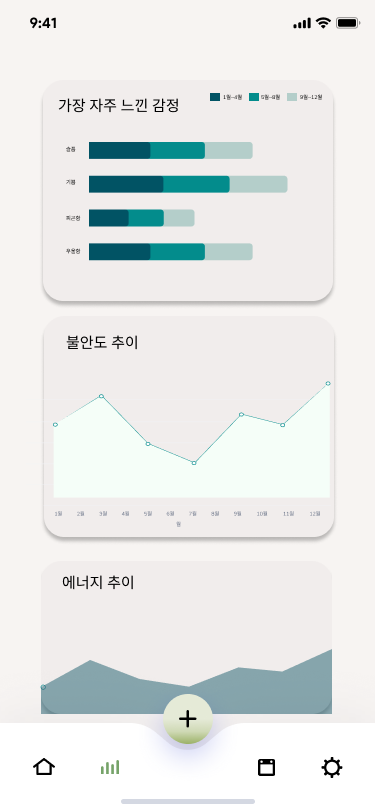 9:41
가장 자주 느낀 감정
1월~4월 5월~8월 9월~12월
슬픔
기쁨
피곤함
우울함
불안도 추이
1월 2월 3월 4월 5월 6월 7월 8월 9월 10월 11월 12월
월
에너지 추이